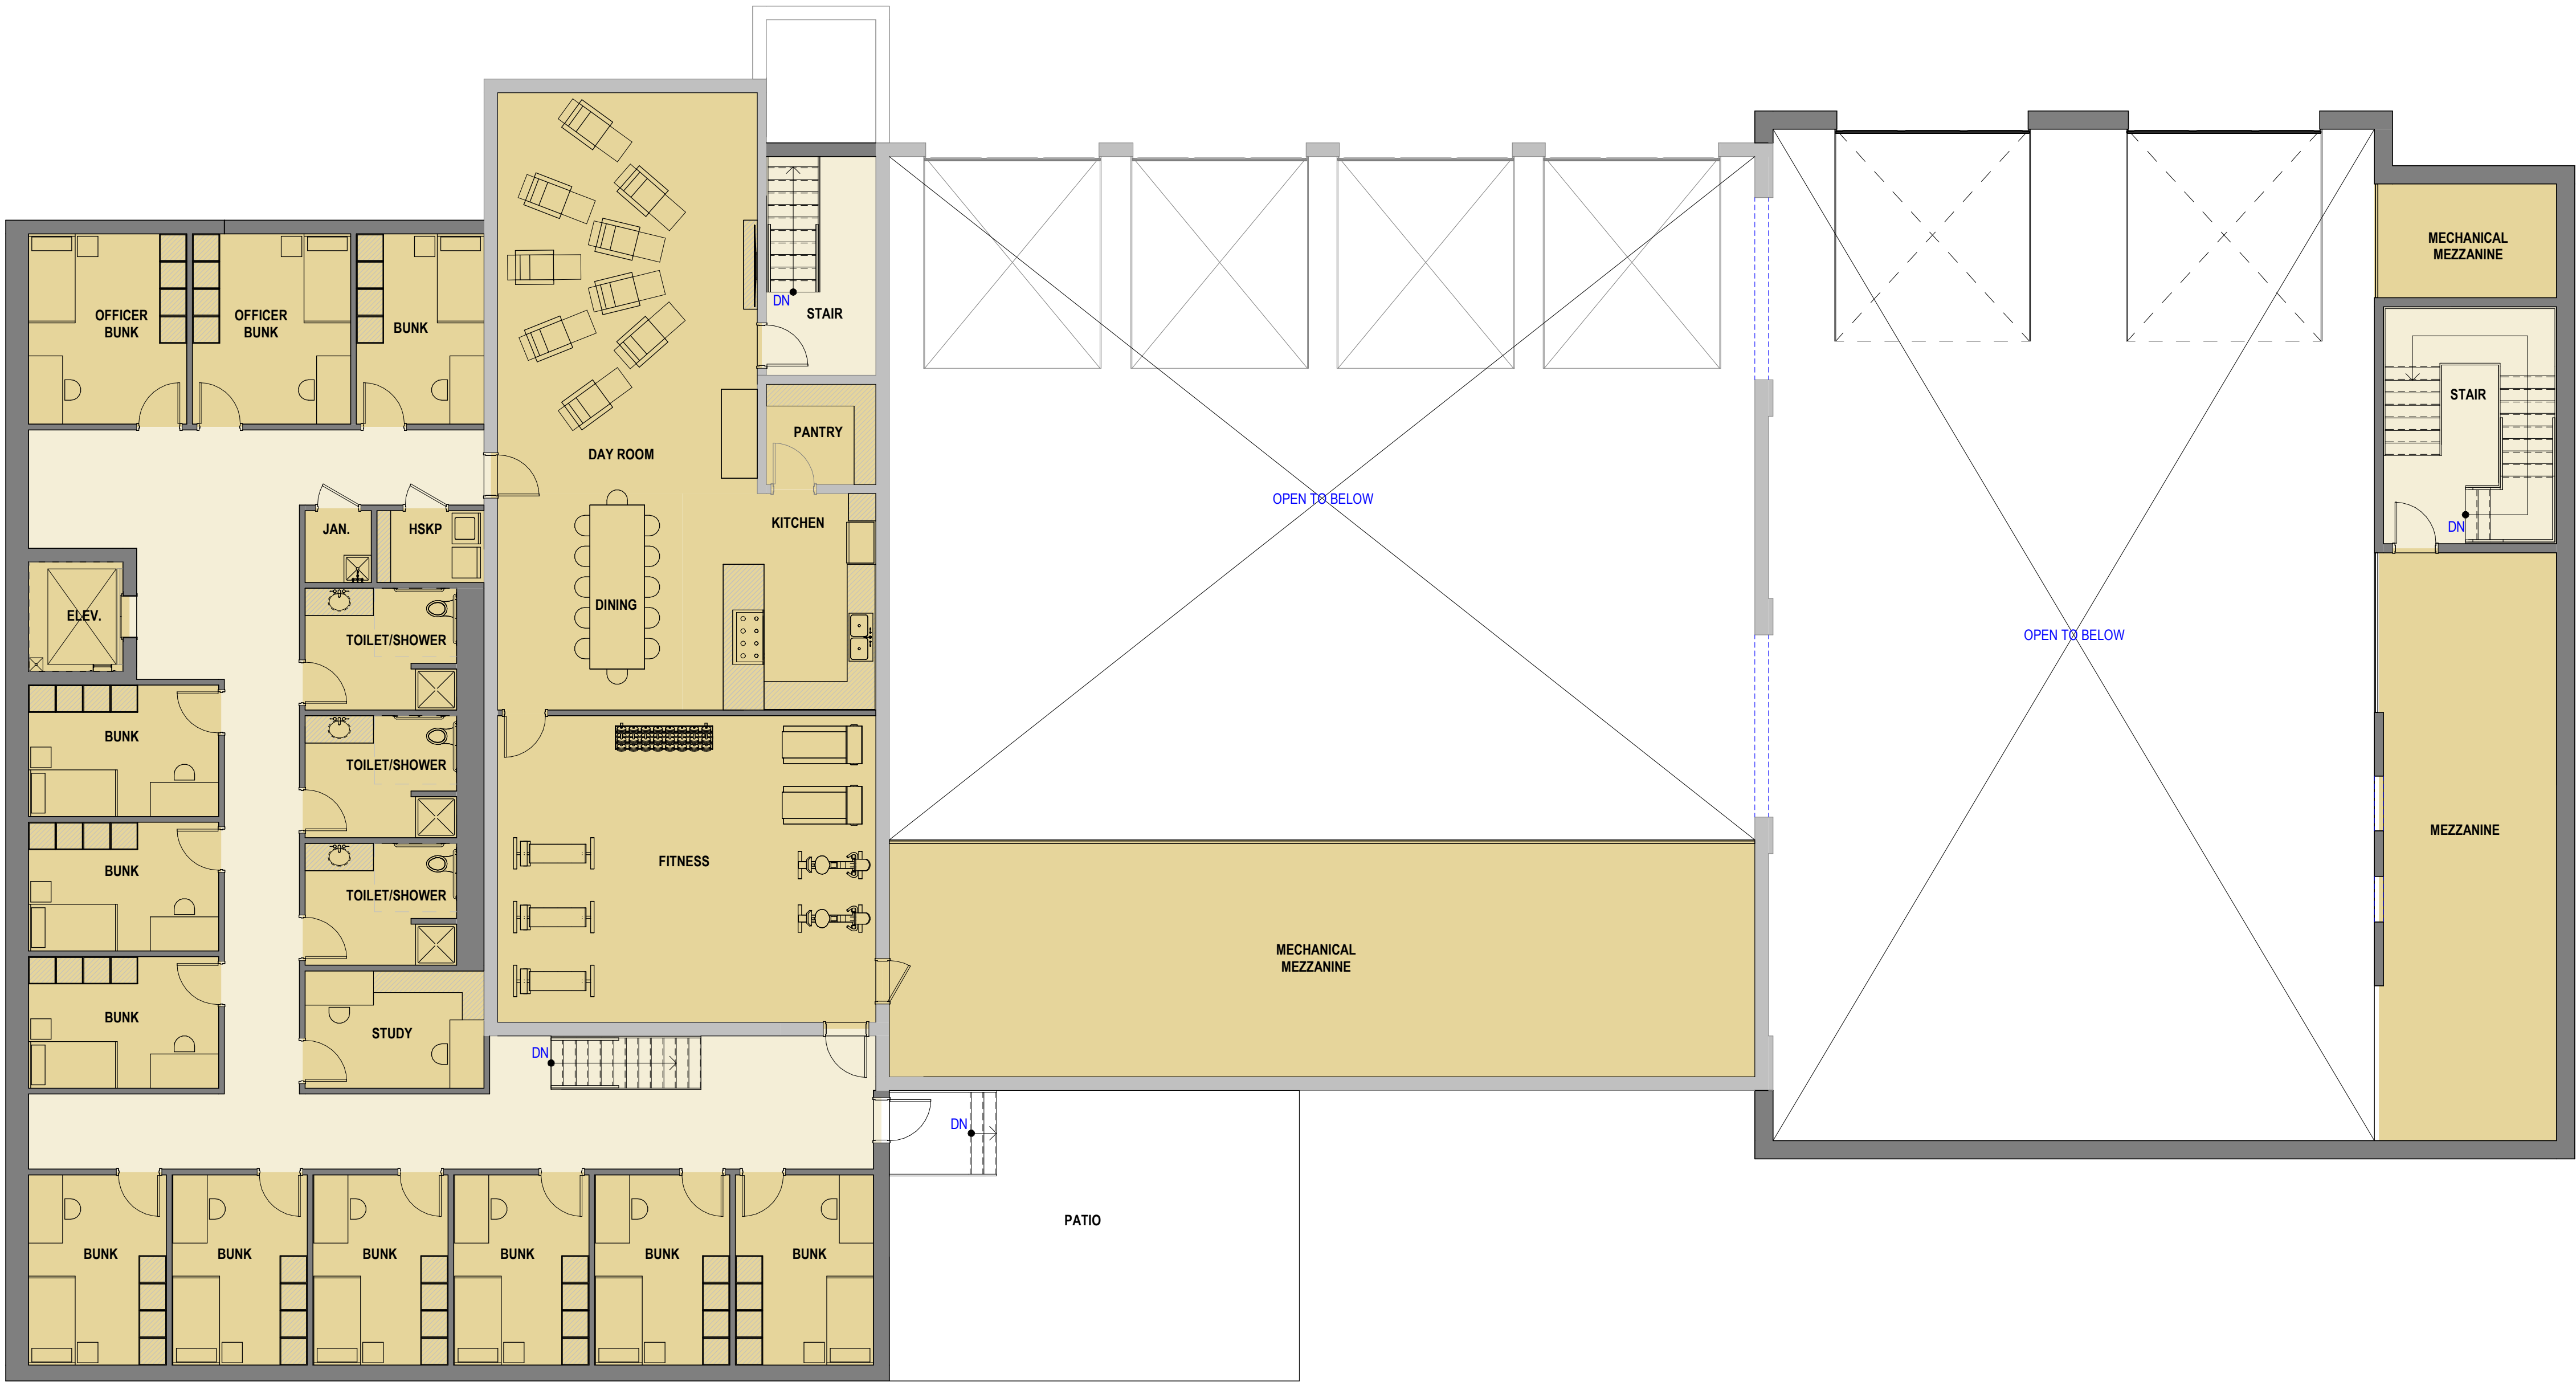 OFFICER
BUNK
OFFICER
BUNK
BUNK
DN
STAIR
MECHANICAL
MEZZANINE
STAIR
DN
PANTRY
DAY ROOM
KITCHEN
OPEN TO BELOW
JAN.
HSKP
ELEV.
DINING
TOILET/SHOWER
OPEN TO BELOW
BUNK
TOILET/SHOWER
BUNK
FITNESS
TOILET/SHOWER
MEZZANINE
MECHANICAL
MEZZANINE
BUNK
STUDY
DN
DN
PATIO
BUNK
BUNK
BUNK
BUNK
BUNK
BUNK